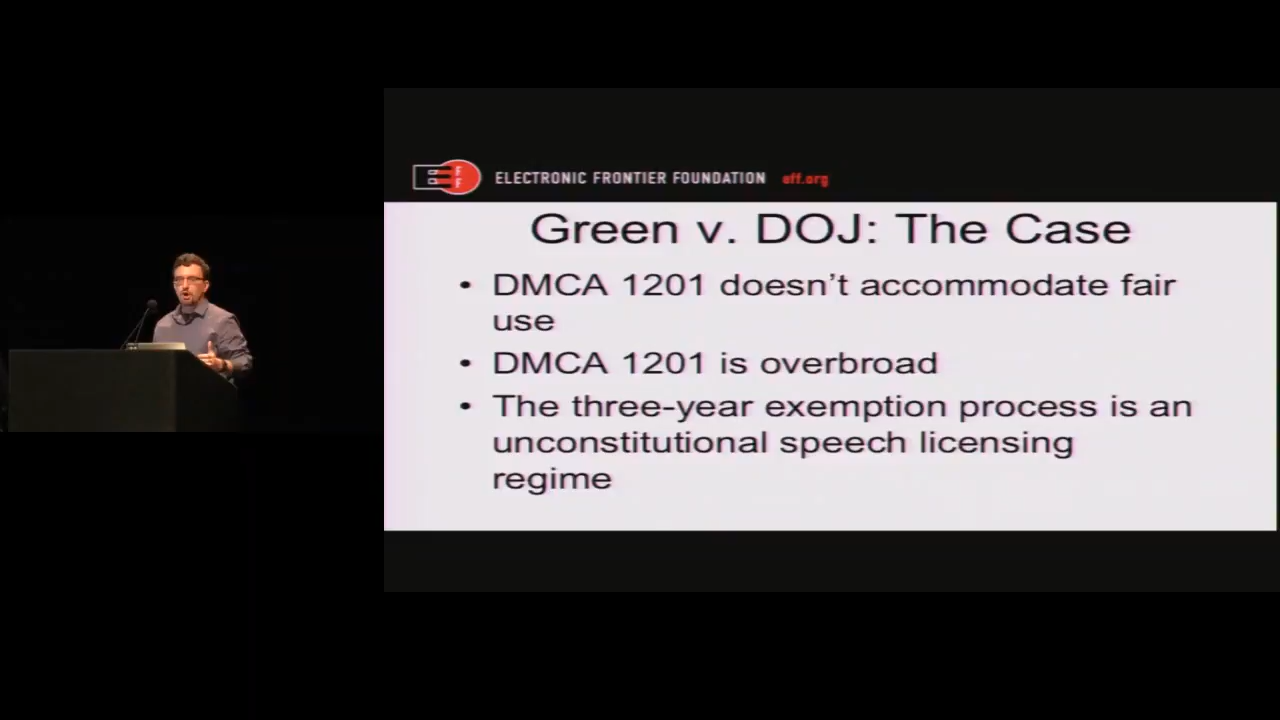 EFF
ELECTRONIC FRONTIER FOUNDATION eff.org
Green v. DOJ: The Case
• DMCA 1201 doesn't accommodate fair
use
• DMCA 1201 is overbroad
• The three-year exemption process is an
unconstitutional speech licensing
regime